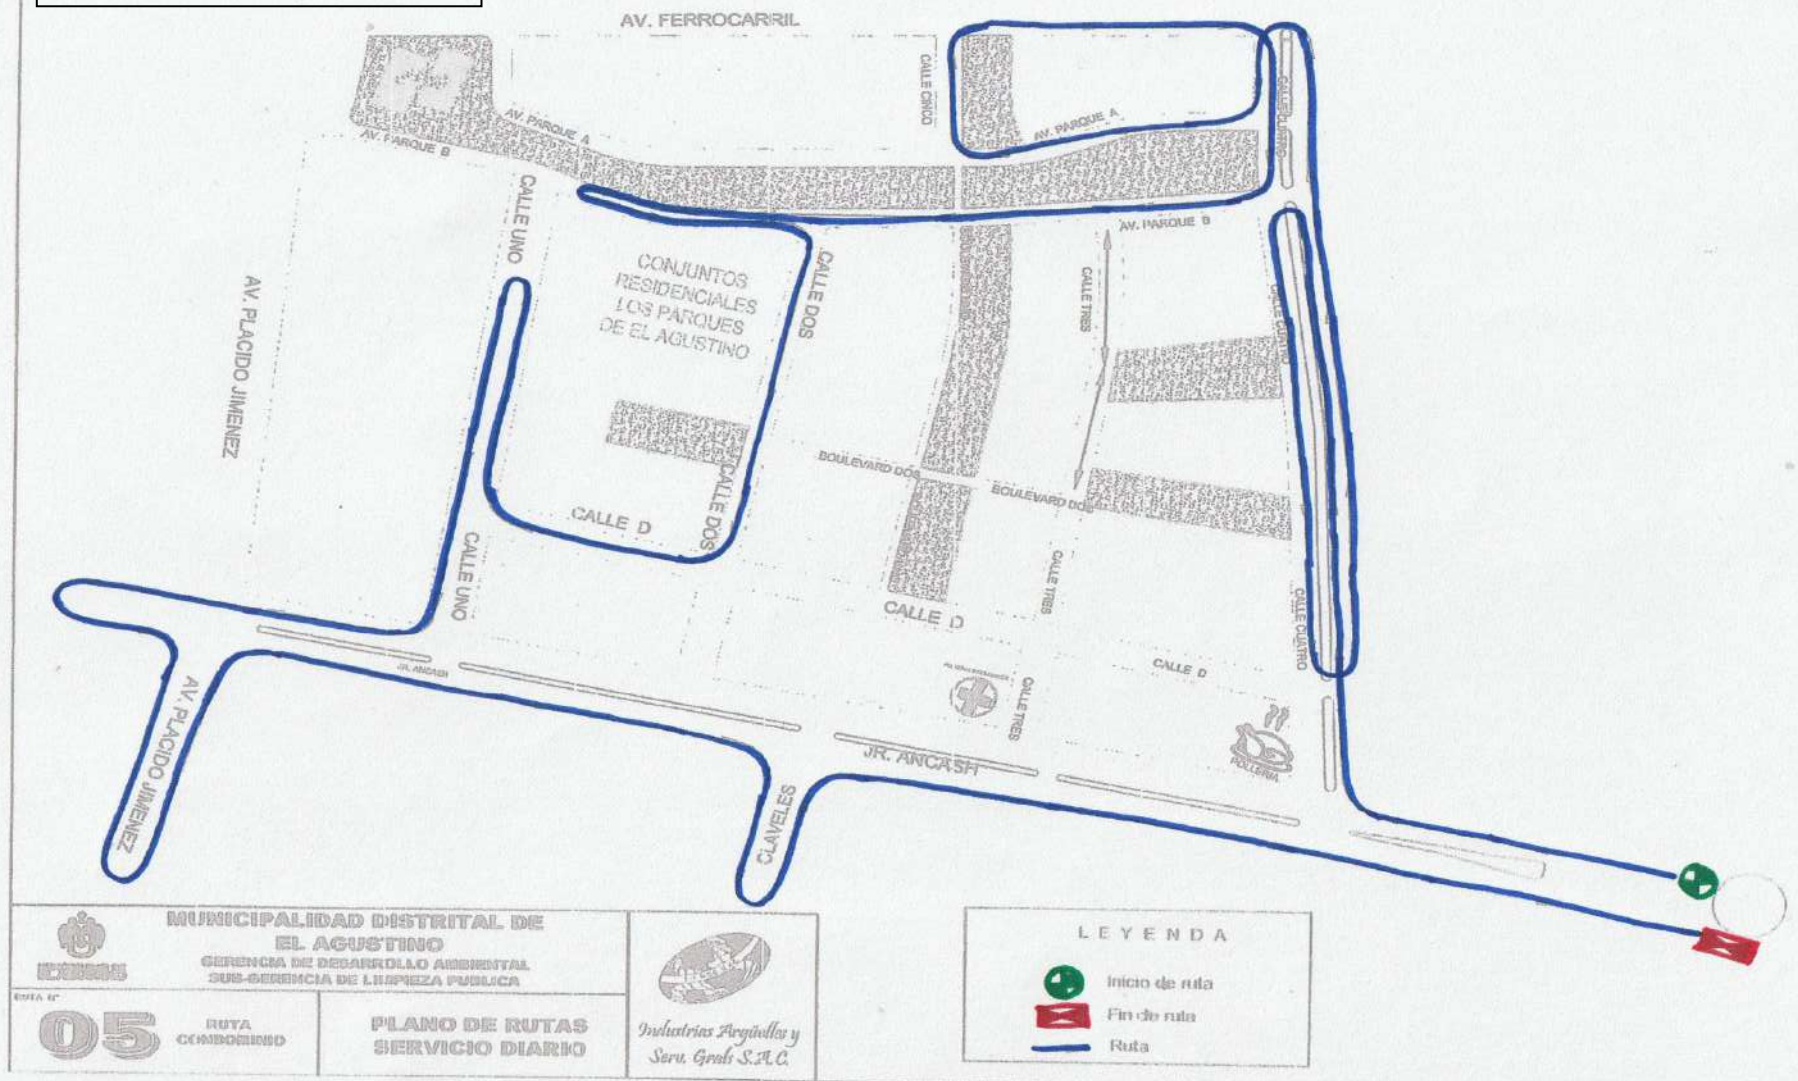 AV. FERROCARRIL
CALLE CINCO
AV. PARQUE A
AV. PARQUE A
AV. PARQUE B
CALLE UNO
AV. PARQUE B
CONJUNTOS
RESIDENCIALES
LOS PARQUES
DE EL AGUSTINO
CALLE DOS
CALLE TRES
CALLE CUATRO
AV. PLACIDO JIMENEZ
BOULEVARD DOS
BOULEVARD DOS
CALLE DOS
CALLE D
CALLE UNO
CALLE TRES
CALLE D
CALLE CUATRO
CALLE D
JR. ANCASH
CALLE TRES
AV. PLACIDO JIMENEZ
JR. ANCASH
POLLERIA
CLAVELES
MUNICIPALIDAD DISTRITAL DE
EL AGUSTINO
GERENCIA DE DESARROLLO AMBIENTAL
SUB-GERENCIA DE LIMPIEZA PUBLICA
RUTA N°
05
RUTA
CONDOMINIO
PLANO DE RUTAS
SERVICIO DIARIO
Industrias Argüelles y
Serv. Grals S.A.C.
LEYENDA
Inicio de ruta
Fin de ruta
Ruta